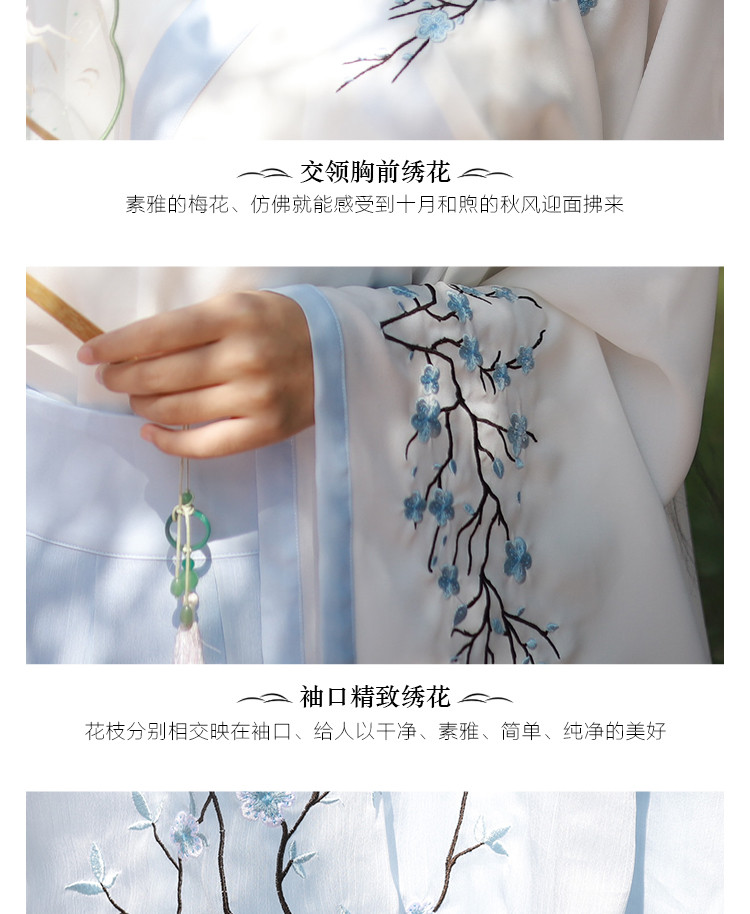 交领胸前绣花
素雅的梅花、仿佛就能感受到十月和煦的秋风迎面拂来
袖口精致绣花
花枝分别相交映在袖口、给人以干净、素雅、简单、纯净的美好